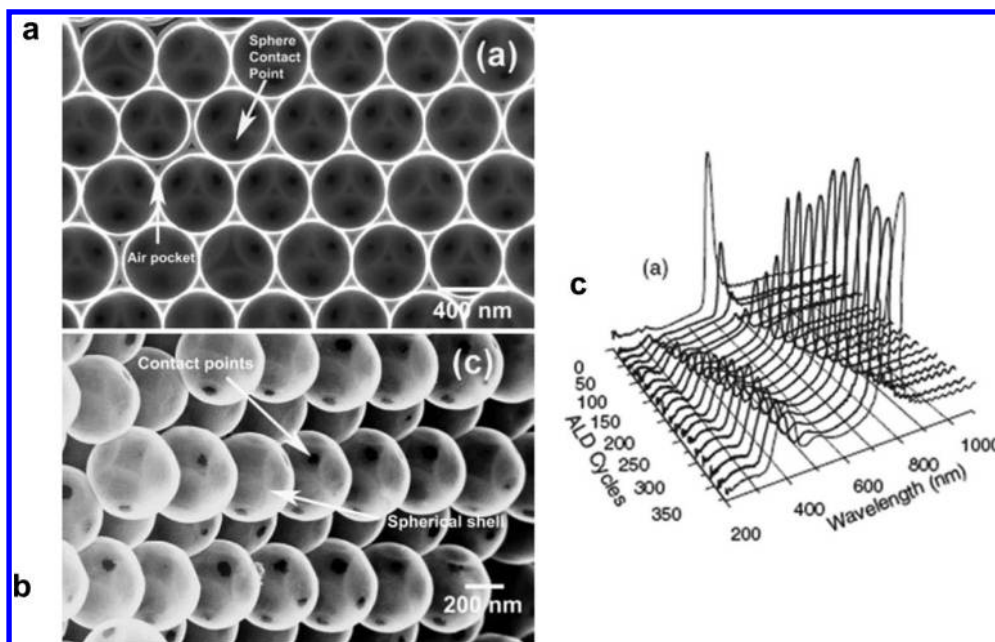 a
(a)
Sphere
Contact
Point
Air pocket
400 nm
(c)
Contact points
Spherical shell
200 nm
b
c
(a)
0
50
100
150
200
250
300
350
ALD Cycles
200
400
600
800
1000
Wavelength (nm)